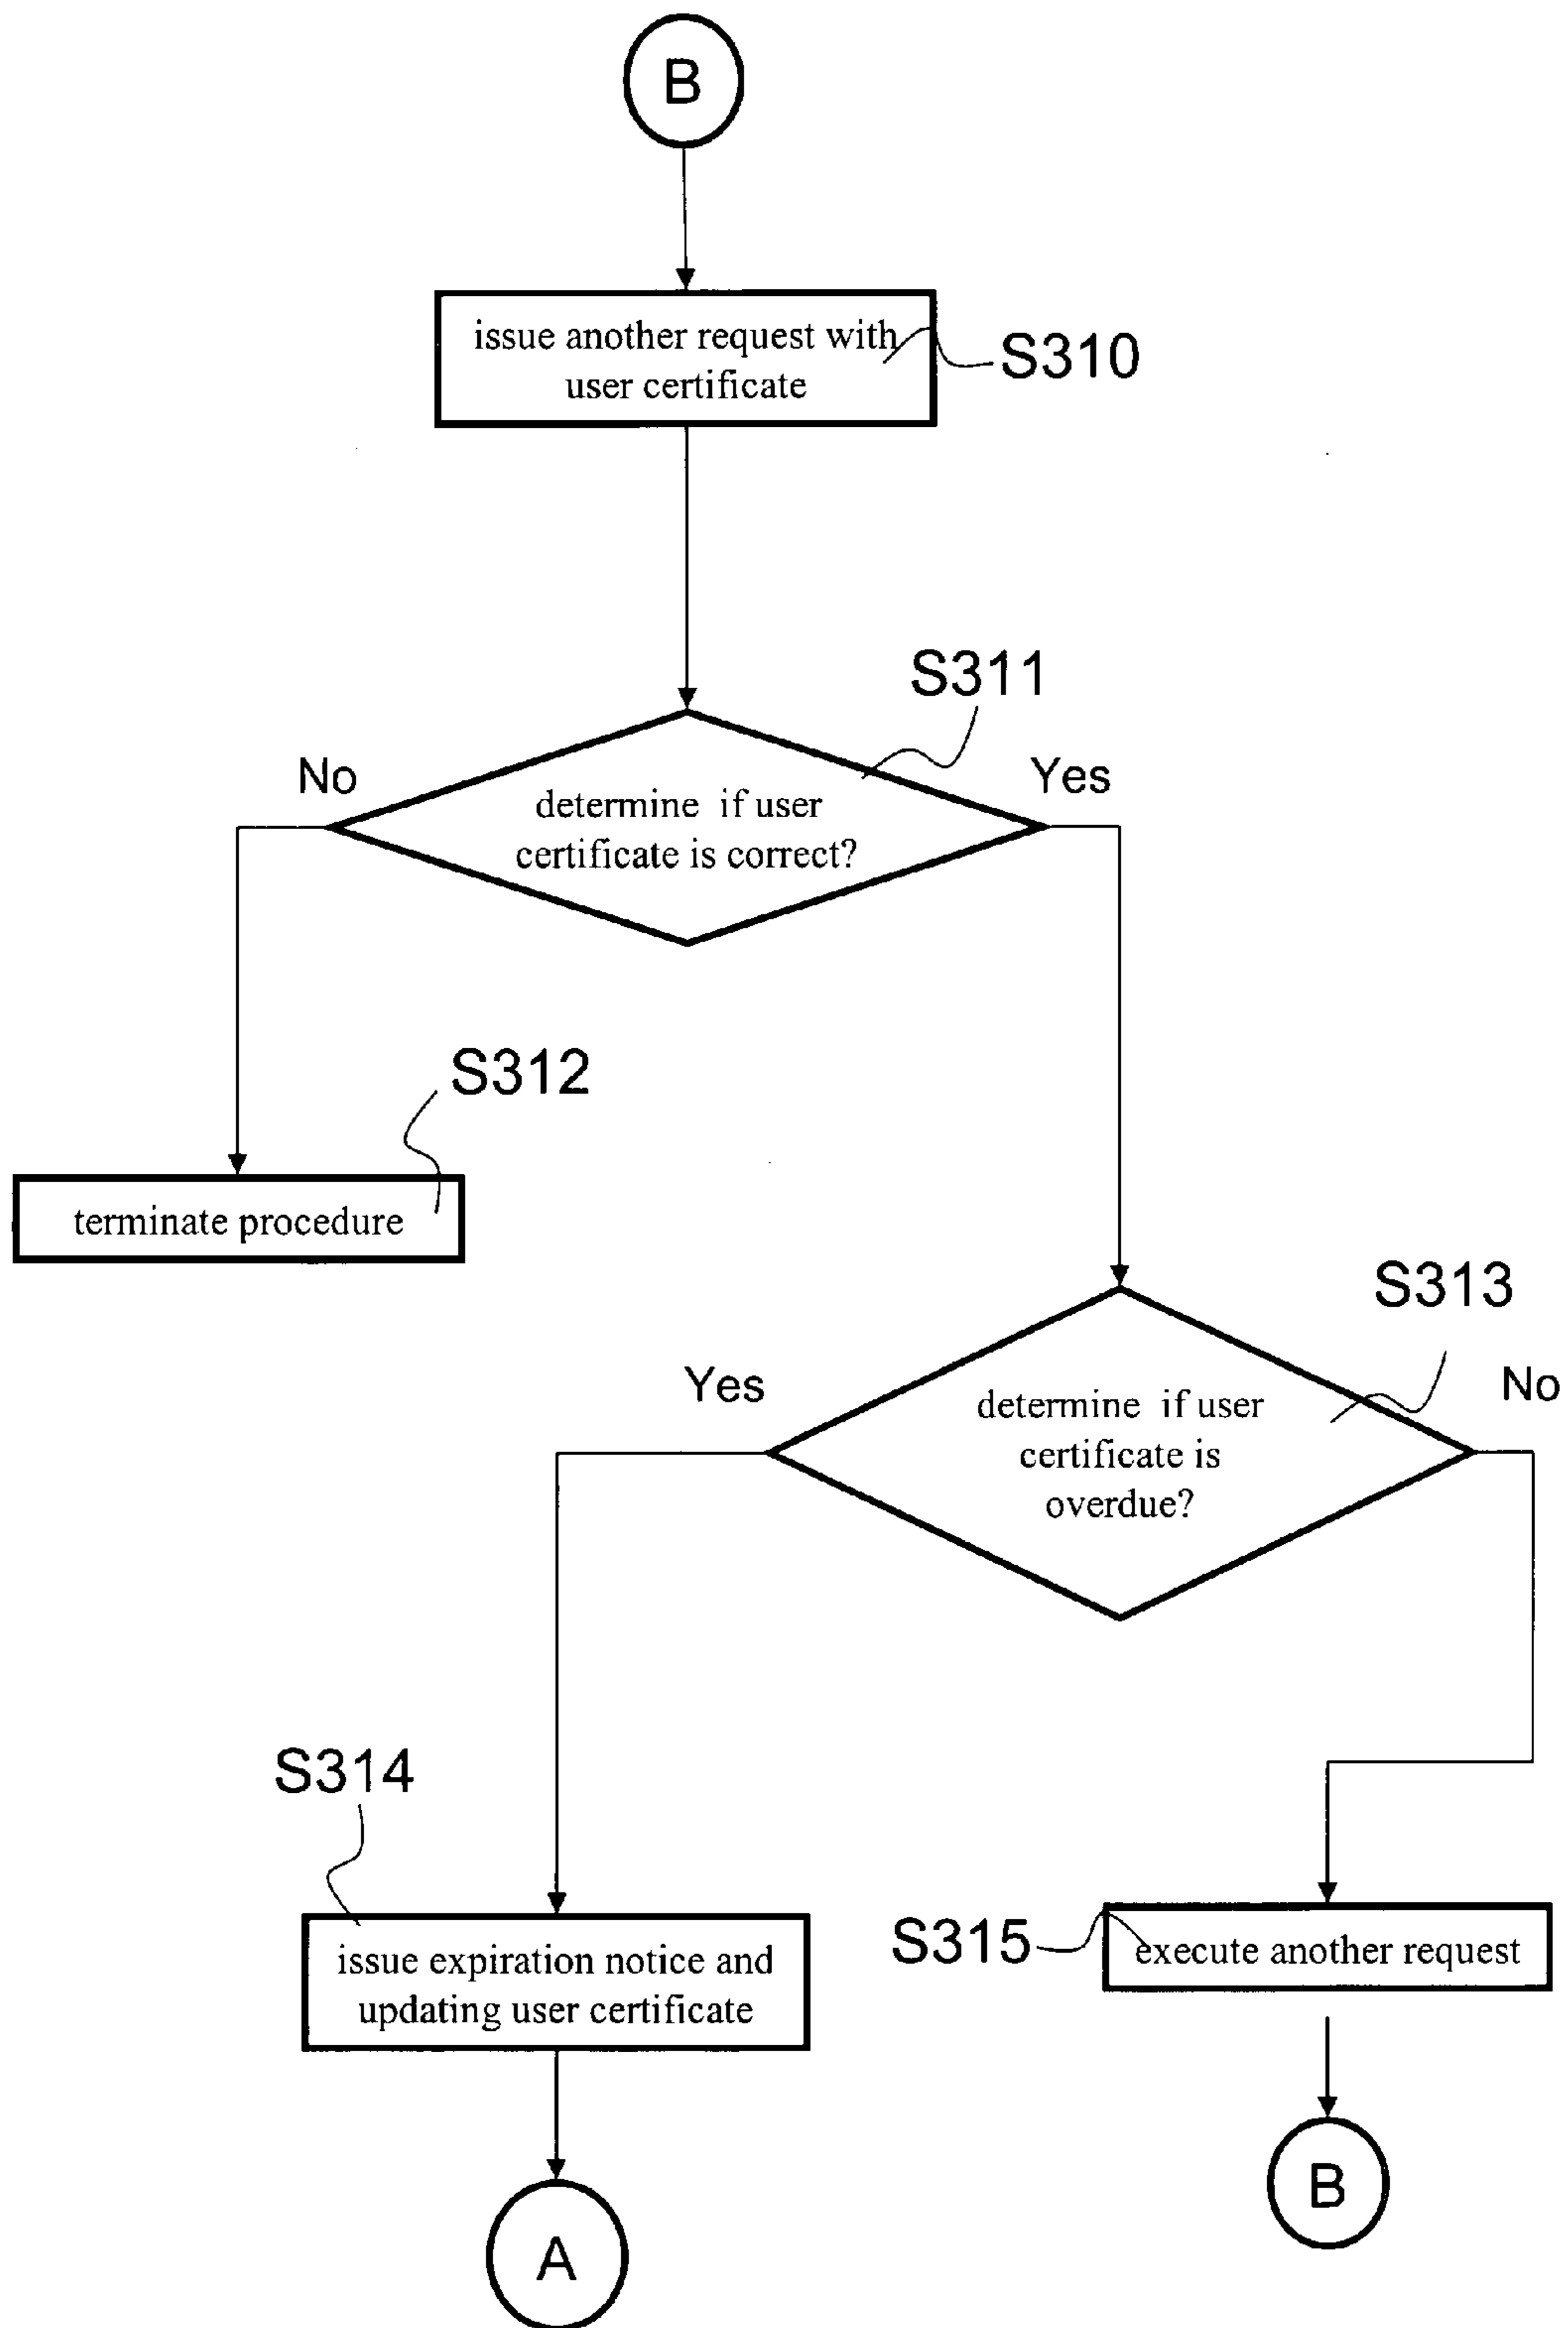 B
issue another request with
user certificate
S310
S311
No
Yes
determine if user
certificate is correct?
S312
terminate procedure
S313
Yes
No
determine if user
certificate is
overdue?
S314
issue expiration notice and
updating user certificate
S315
execute another request
B
A